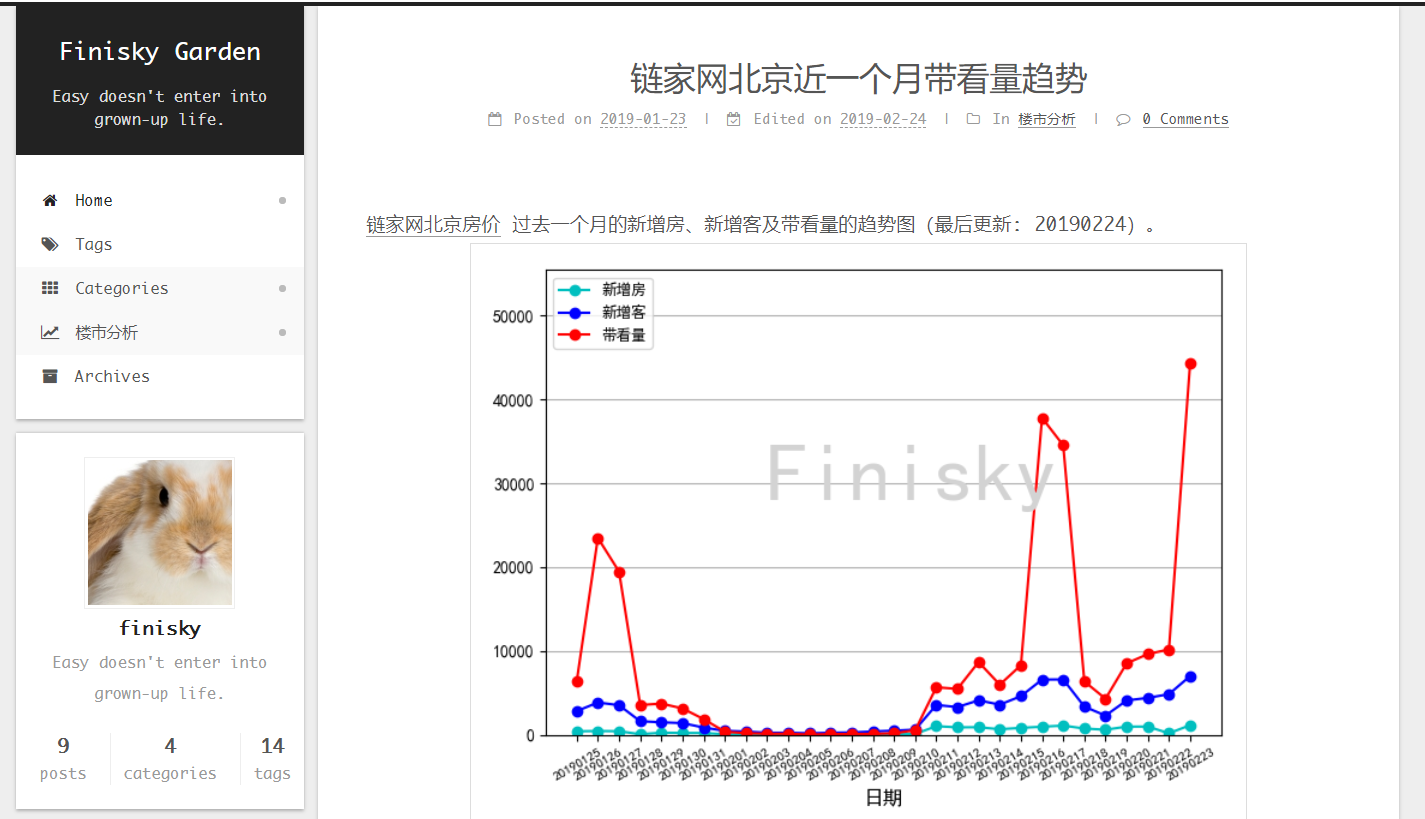 Finisky Garden
Easy doesn't enter into
grown-up life.
Home
Tags
Categories
楼市分析
Archives
finisky
Easy doesn't enter into
grown-up life.
9 4 14
posts categories tags
链家网北京近一个月带看量趋势
Posted on 2019-01-23 | Edited on 2019-02-24 | In 楼市分析 | 0 Comments
链家网北京房价 过去一个月的新增房、新增客及带看量的趋势图（最后更新: 20190224）。
新增房
新增客
带看量
50000
40000
30000
20000
10000
0
Finisky
20190125
20190126
20190127
20190128
20190129
20190130
20190131
20190201
20190202
20190203
20190204
20190205
20190206
20190207
20190208
20190209
20190210
20190211
20190212
20190213
20190214
20190215
20190216
20190217
20190218
20190219
20190220
20190221
20190222
20190223
日期